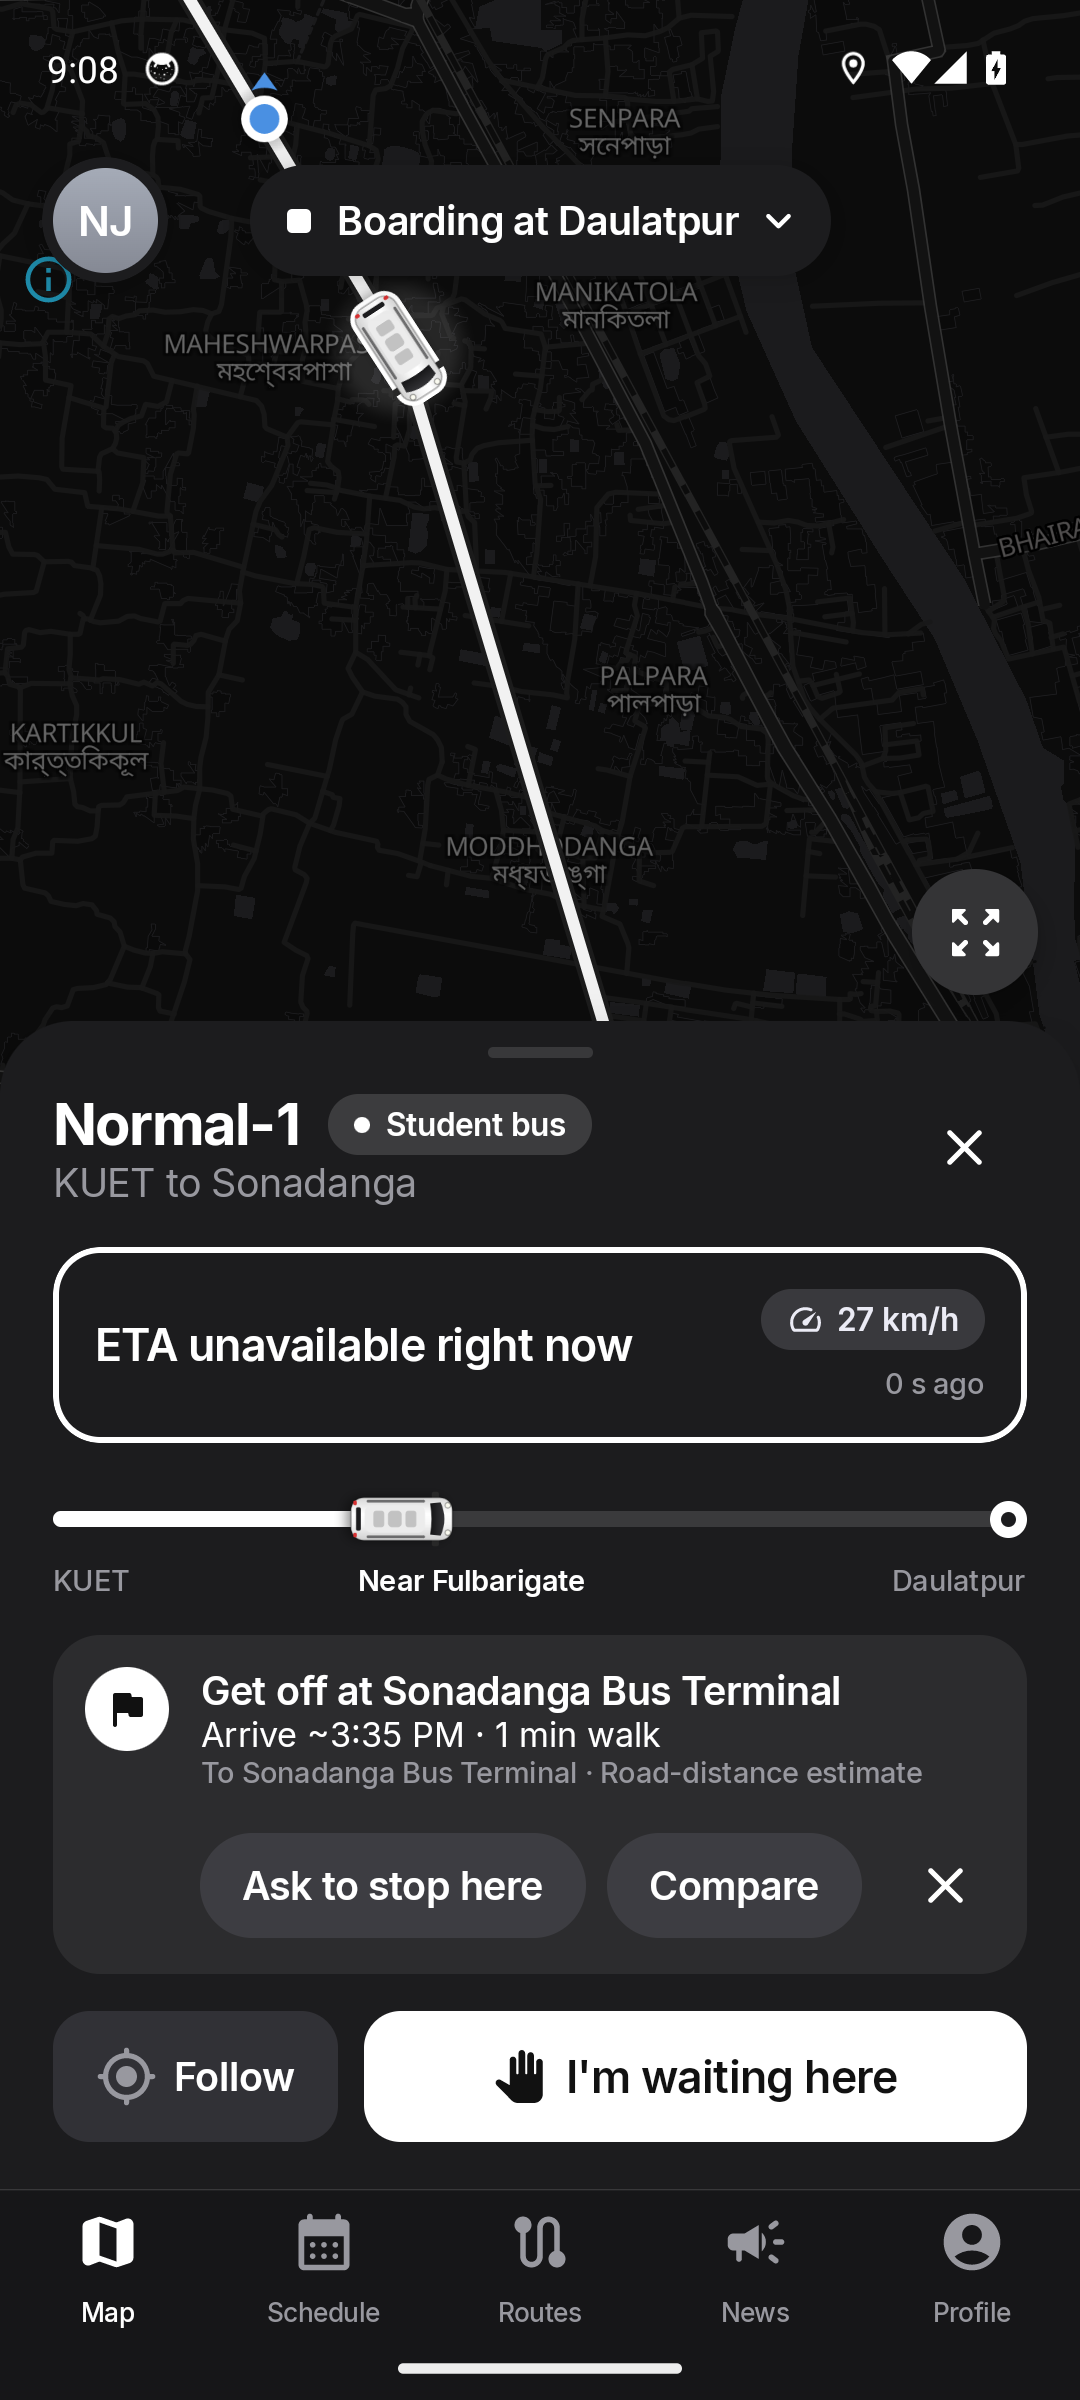 9:08
SENPARA
সেনপাড়া
NJ
Boarding at Daulatpur
MANIKATOLA
মানিকতলা
MAHESHWARPAS
মহেশ্বরপাশা
BHAIRA
PALPARA
পালপাড়া
KARTIKKUL
কার্ত্তিককূল
MODDH DANGA
Normal-1
Student bus
KUET to Sonadanga
ETA unavailable right now
27 km/h
0 s ago
KUET
Near Fulbarigate
Daulatpur
Get off at Sonadanga Bus Terminal
Arrive ~3:35 PM · 1 min walk
To Sonadanga Bus Terminal · Road-distance estimate
Ask to stop here
Compare
Follow
I'm waiting here
Map
Schedule
Routes
News
Profile